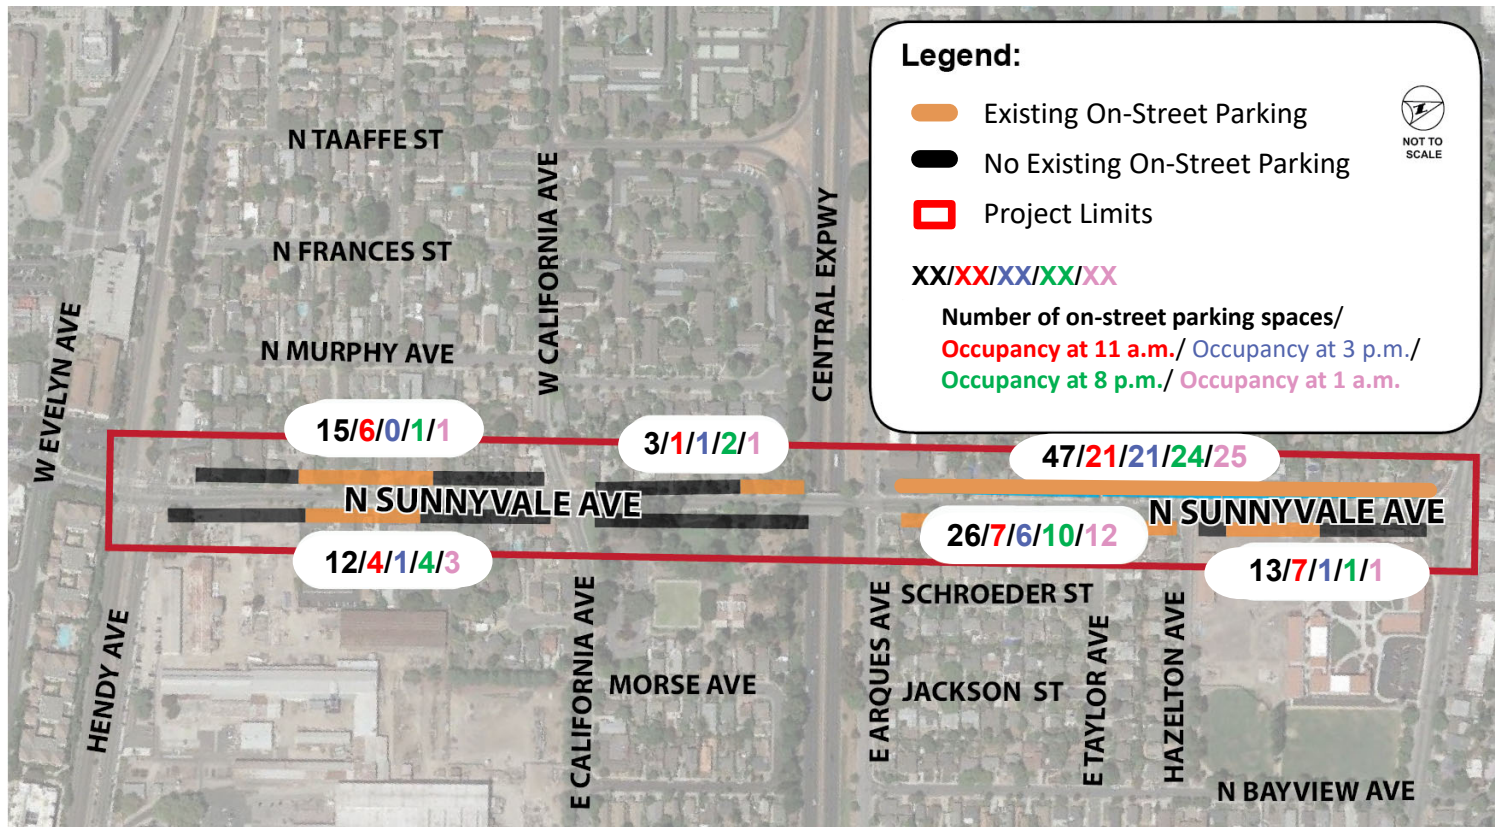 Legend:
Existing On-Street Parking
No Existing On-Street Parking
Project Limits
NOT TO
SCALE
XX/XX/XX/XX/XX
Number of on-street parking spaces/
Occupancy at 11 a.m./ Occupancy at 3 p.m./
Occupancy at 8 p.m./ Occupancy at 1 a.m.
N TAAFFE ST
N FRANCES ST
N MURPHY AVE
W EVELYN AVE
W CALIFORNIA AVE
CENTRAL EXPWY
15/6/0/1/1
3/1/1/2/1
47/21/21/24/25
N SUNNYVALE AVE
N SUNNYVALE AVE
12/4/1/4/3
26/7/6/10/12
13/7/1/1/1
HENDY AVE
E CALIFORNIA AVE
MORSE AVE
E ARQUES AVE
SCHROEDER ST
JACKSON ST
E TAYLOR AVE
HAZELTON AVE
N BAYVIEW AVE